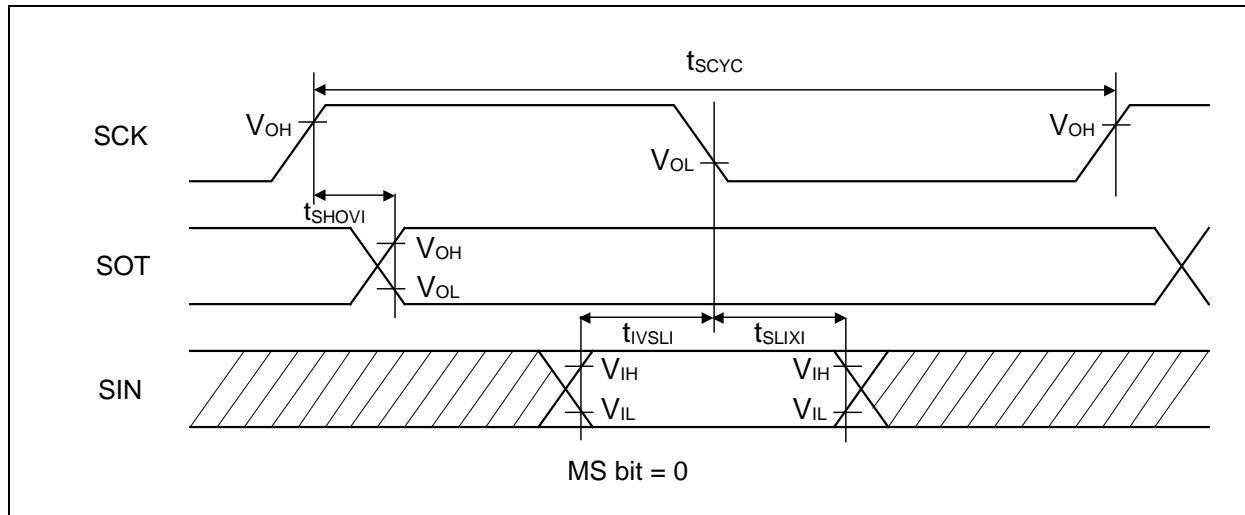 tSCYC
SCK
VOH
VOH
VOL
tSHOVI
SOT
VOH
VOL
tIVSLI
tSLIXI
SIN
VIH
VIH
VIL
VIL
MS bit = 0